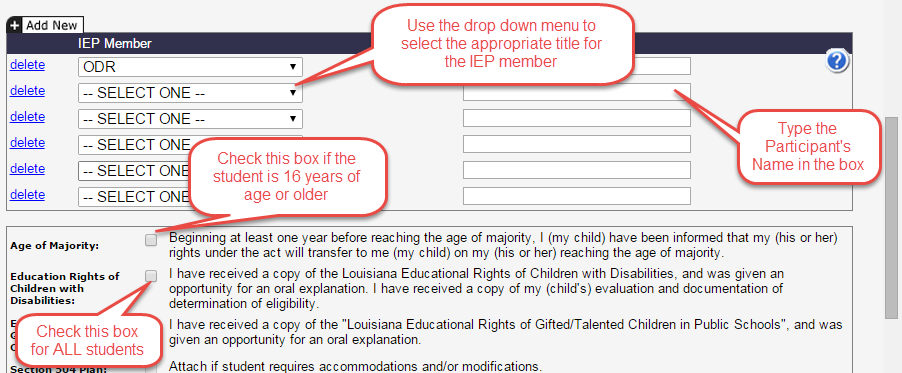 + Add New
IEP Member
Use the drop down menu to
select the appropriate title for
the IEP member
delete
ODR
?
delete
-- SELECT ONE --
delete
-- SELECT ONE --
delete
-- SELECT ONE
delete
-- SELECT ONE
delete
-- SELECT ONE
Type the
Participant's
Name in the box
Check this box if the
student is 16 years of
age or older
Age of Majority:
Beginning at least one year before reaching the age of majority, I (my child) have been informed that my (his or her)
rights under the act will transfer to me (my child) on my (his or her) reaching the age of majority.
Education Rights of
Children with
Disabilities:
I have received a copy of the Louisiana Educational Rights of Children with Disabilities, and was given an
opportunity for an oral explanation. I have received a copy of my (child's) evaluation and documentation of
determination of eligibility.
Check this box
for ALL students
I have received a copy of the "Louisiana Educational Rights of Gifted/Talented Children in Public Schools", and was
given an opportunity for an oral explanation.
Section 504 Plan:
Attach if student requires accommodations and/or modifications.